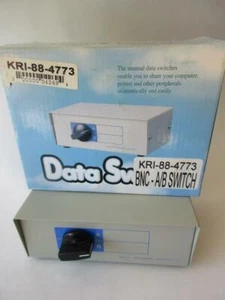 KRI-88-4773
The manual data switches
enable you to share your computer,
printer and other peripherals
economically and easily
Data Sw
KRI-88-4773
BNC - A/B SWITCH
A
B